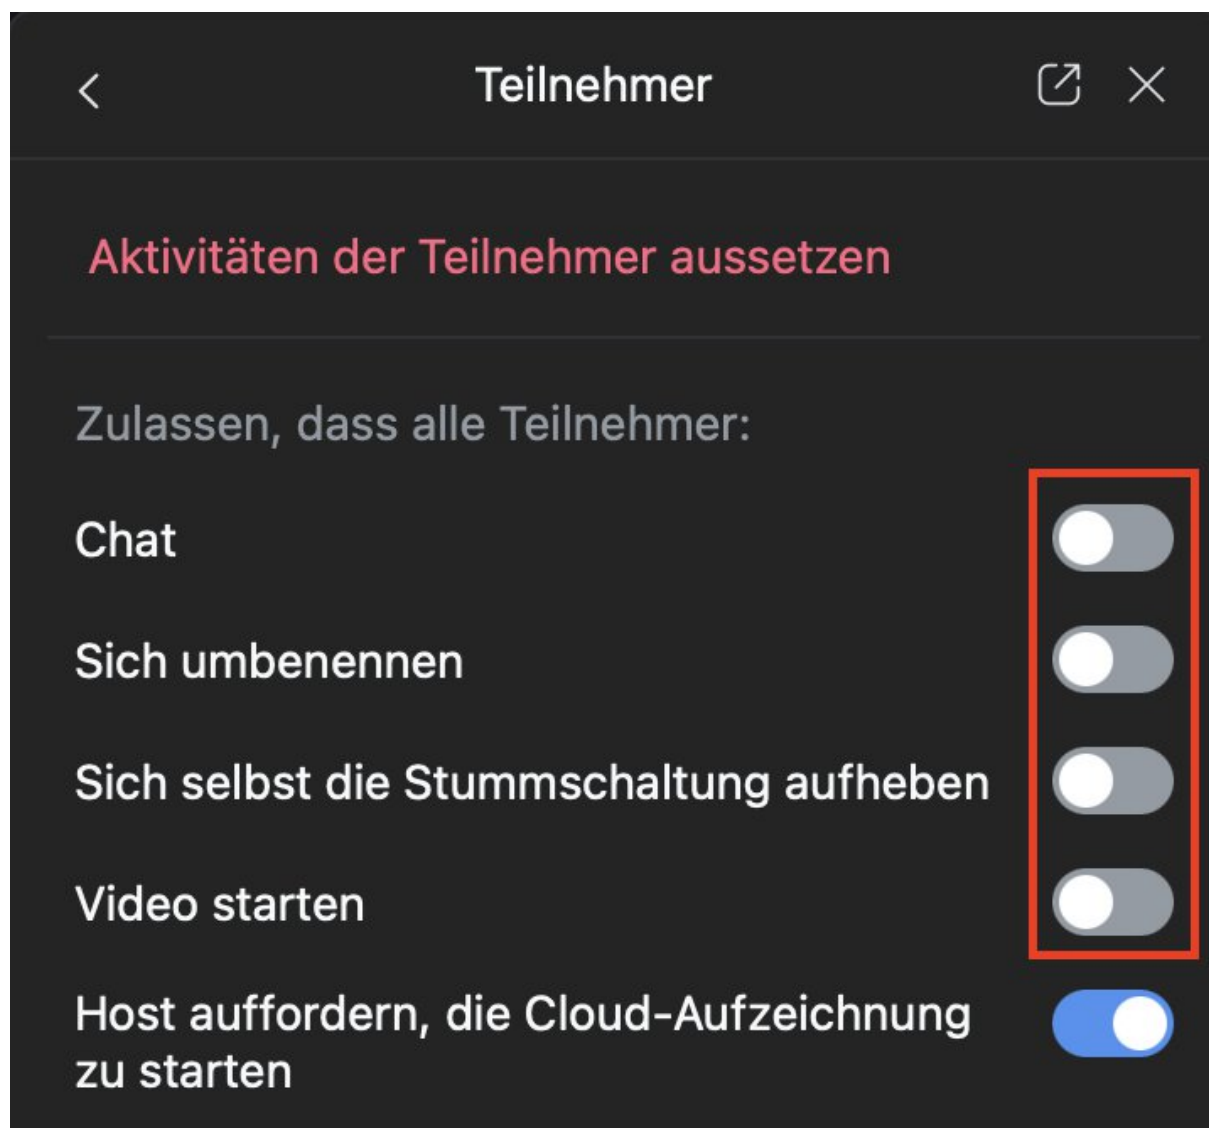 Teilnehmer
Aktivitäten der Teilnehmer aussetzen
Zulassen, dass alle Teilnehmer:
Chat
Sich umbenennen
Sich selbst die Stummschaltung aufheben
Video starten
Host auffordern, die Cloud-Aufzeichnung
zu starten